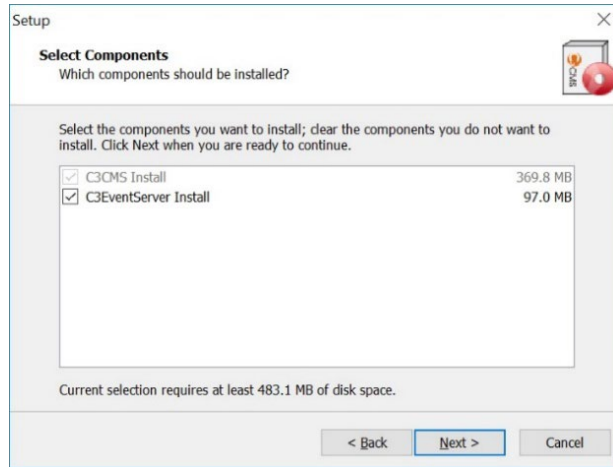 Setup
Select Components
Which components should be installed?
CMS
Select the components you want to install; clear the components you do not want to
install. Click Next when you are ready to continue.
C3CMS Install 369.8 MB
C3EventServer Install 97.0 MB
Current selection requires at least 483.1 MB of disk space.
< Back Next > Cancel